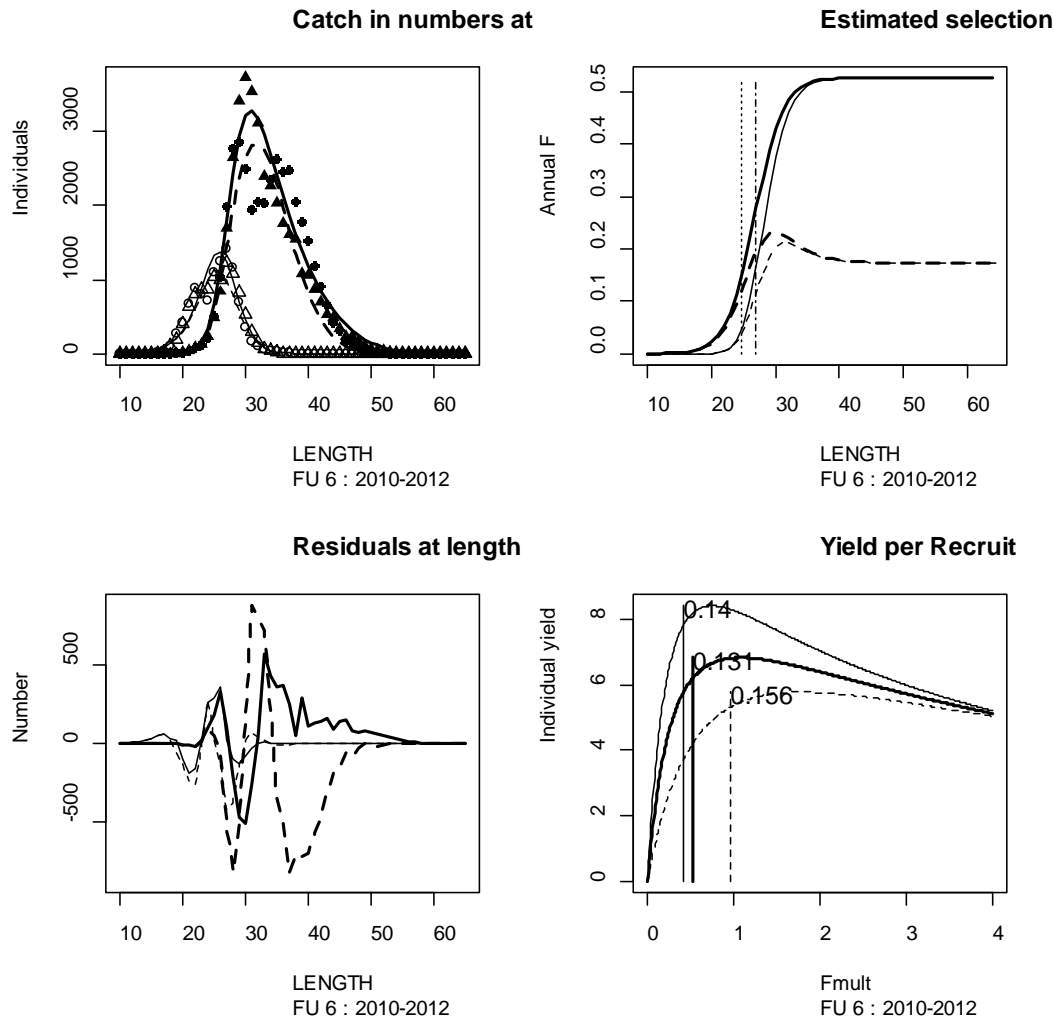 Catch in numbers at
Individuals
0 1000 2000 3000
10 20 30 40 50 60
LENGTH
FU 6 : 2010-2012
Estimated selection
Annual F
0.0 0.1 0.2 0.3 0.4 0.5
10 20 30 40 50 60
LENGTH
FU 6 : 2010-2012
Residuals at length
Number
-500 0 500
10 20 30 40 50 60
LENGTH
FU 6 : 2010-2012
Yield per Recruit
Individual yield
0 2 4 6 8
0.14
0.131
0.156
0 1 2 3 4
Fmult
FU 6 : 2010-2012